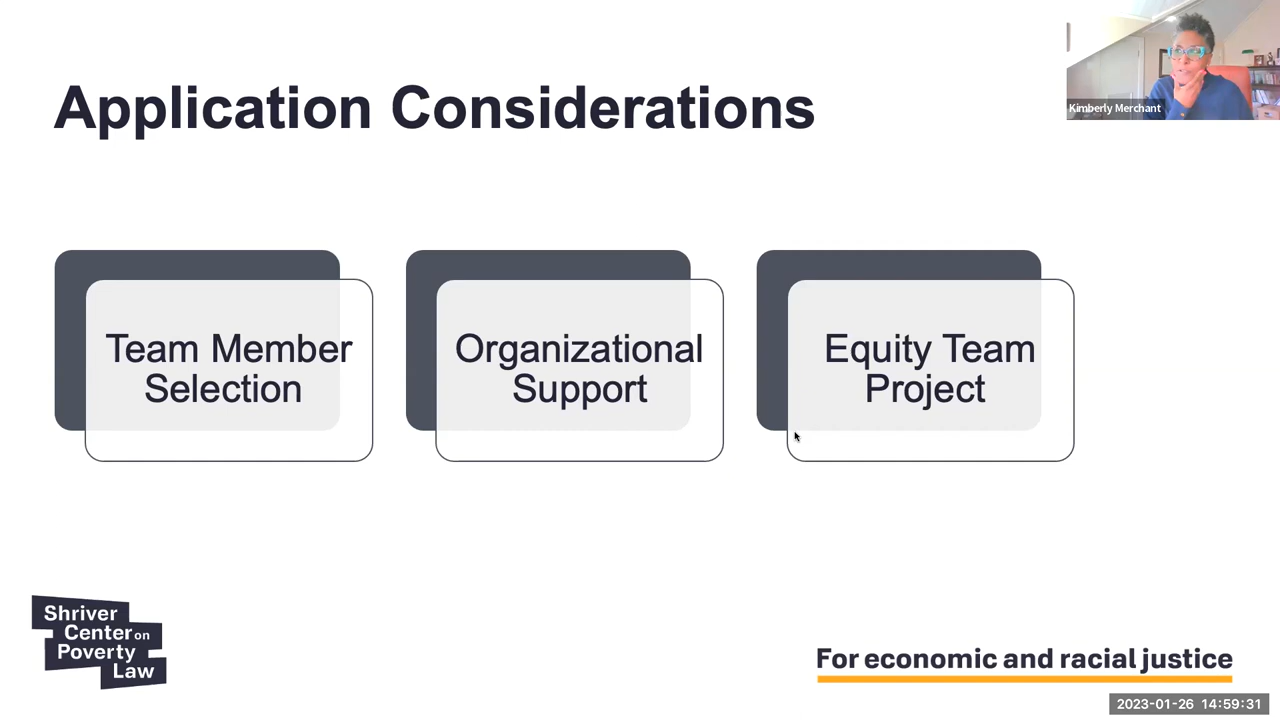 Application Considerations
Kimberly Merchant
Team Member
Selection
Organizational
Support
Equity Team
Project
Shriver
Center on
Poverty
Law
For economic and racial justice
2023-01-26 14:59:31